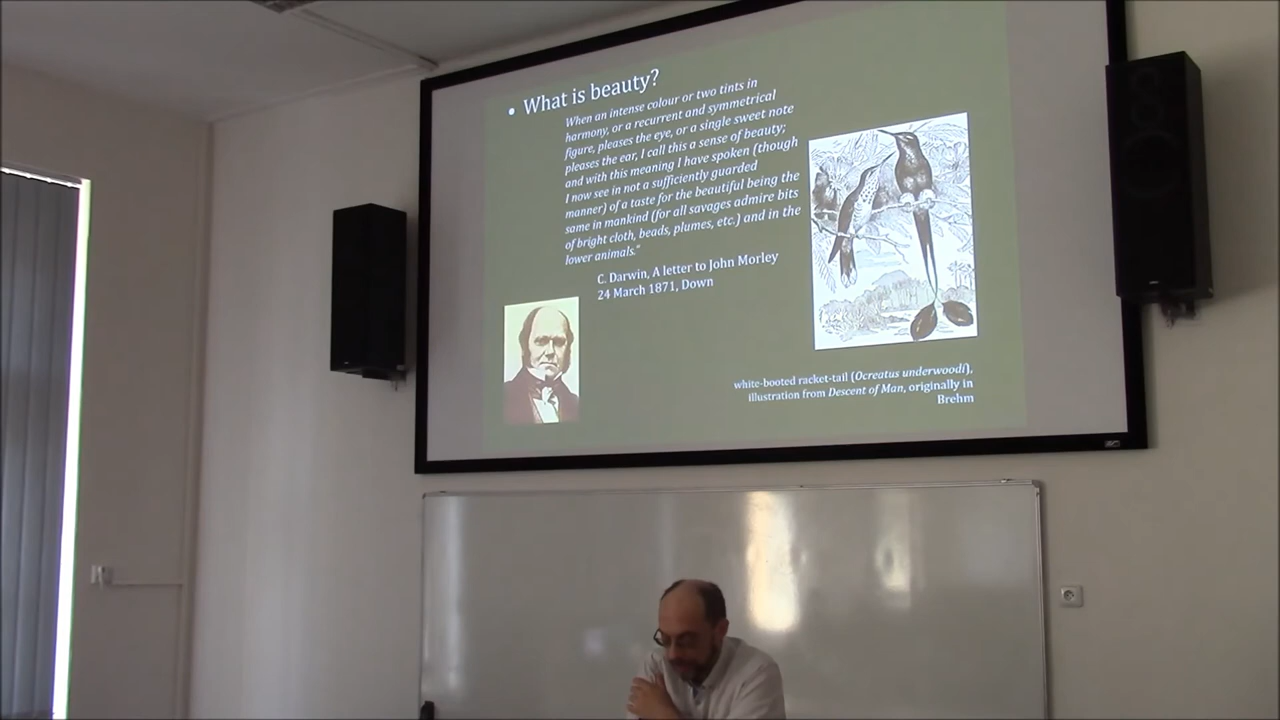 • What is beauty?
When an intense colour or two tints in
harmony, or a recurrent and symmetrical
figure, pleases the eye, or a single sweet note
pleases the ear, I call this a sense of beauty;
and with this meaning I have spoken (though
I now see in not a sufficiently guarded
manner) of a taste for the beautiful being the
same in mankind (for all savages admire bits
of bright cloth, beads, plumes, etc.) and in the
lower animals.“
C. Darwin, A letter to John Morley
24 March 1871, Down
white-booted racket-tail (Ocreatus underwoodi),
illustration from Descent of Man, originally in
Brehm